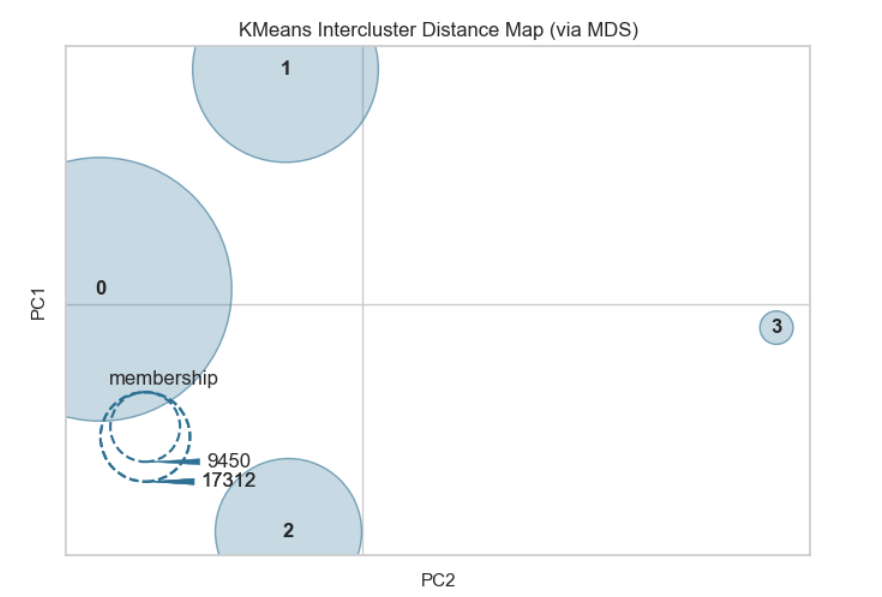 KMeans Intercluster Distance Map (via MDS)
1
0
PC1
3
membership
9450
17312
2
PC2